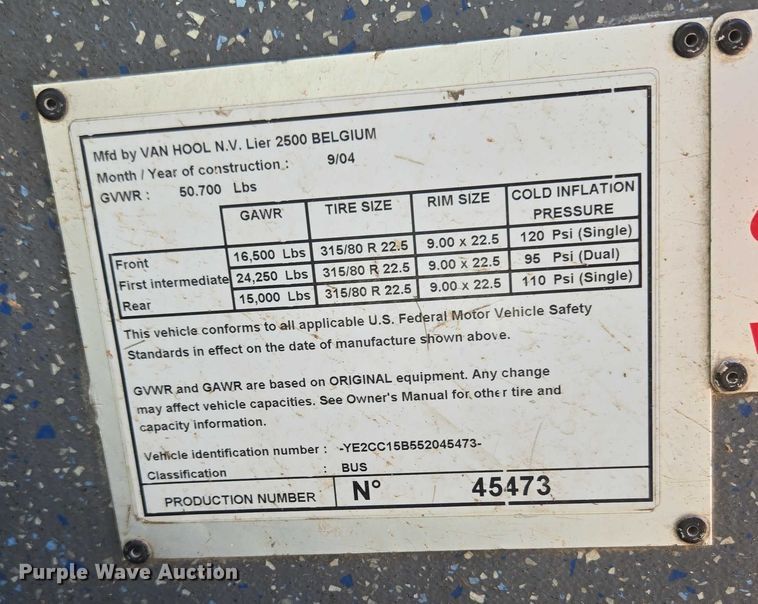 Mfd by VAN HOOL N.V. Lier 2500 BELGIUM
Month / Year of construction : 9/04
GVWR : 50.700 Lbs
GAWR TIRE SIZE RIM SIZE COLD INFLATION PRESSURE
Front 16,500 Lbs 315/80 R 22.5 9.00 x 22.5 120 Psi (Single)
First intermediate 24,250 Lbs 315/80 R 22.5 9.00 x 22.5 95 Psi (Dual)
Rear 15,000 Lbs 315/80 R 22.5 9.00 x 22.5 110 Psi (Single)
This vehicle conforms to all applicable U.S. Federal Motor Vehicle Safety
Standards in effect on the date of manufacture shown above.
GVWR and GAWR are based on ORIGINAL equipment. Any change
may affect vehicle capacities. See Owner's Manual for other tire and
capacity information.
Vehicle identification number : -YE2CC15B552045473-
Classification : BUS
PRODUCTION NUMBER N° 45473
Purple Wave Auction